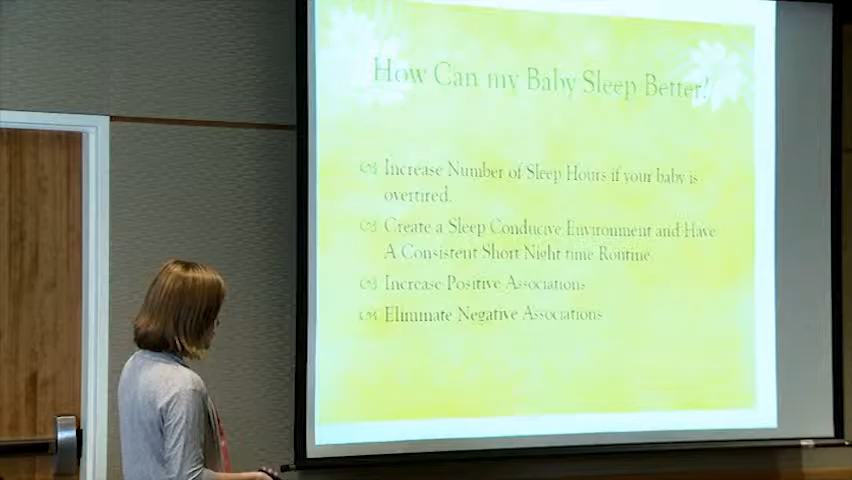 How Can my Baby Sleep Better!
Increase Number of Sleep Hours if your baby is
overtired.
Create a Sleep Conducive Environment and Have
A Consistent Short Night time Routine
Increase Positive Associations
Eliminate Negative Associations